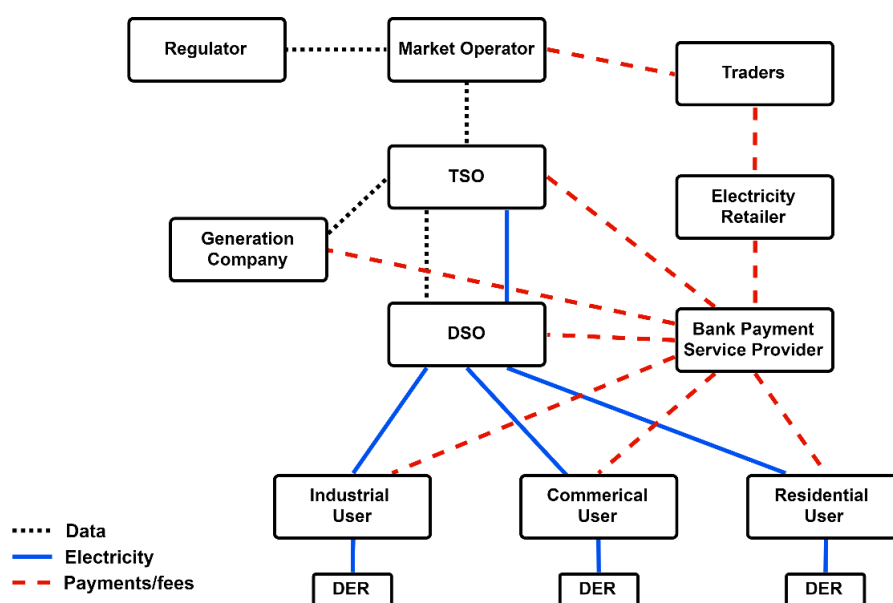 Regulator
Market Operator
Traders
TSO
Electricity
Retailer
Generation
Company
DSO
Bank Payment
Service Provider
Industrial
User
Commerical
User
Residential
User
Data
Electricity
Payments/fees
DER
DER
DER